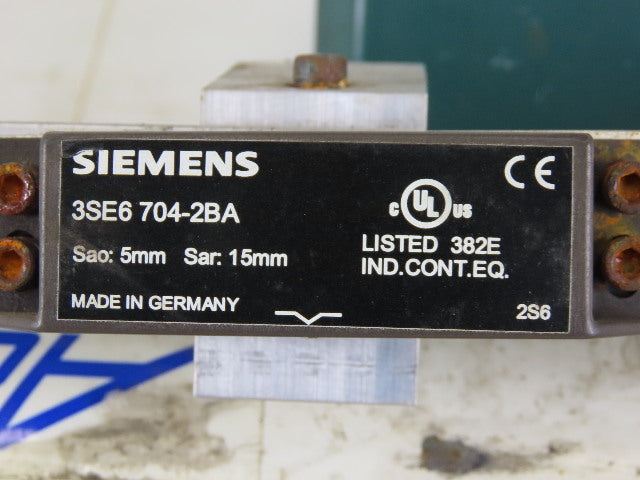 SIEMENS
CE
3SE6 704-2BA
c UL us
Sao: 5mm Sar: 15mm
LISTED 382E
IND.CONT.EQ.
MADE IN GERMANY
2S6